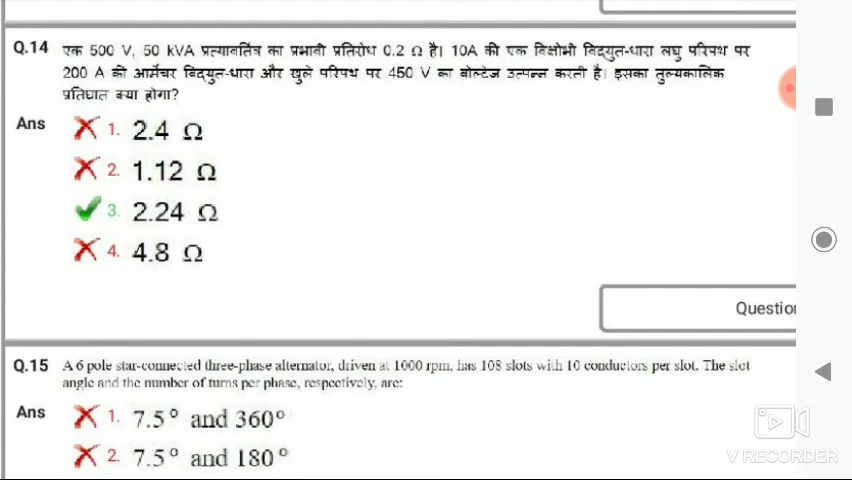 Q.14 एक 500 V, 50 kVA प्रत्यावर्तित्र का प्रभावी प्रतिरोध 0.2 Ω है। 10A की एक विक्षोभी विद्युत-धारा लघु परिपथ पर
200 A की आर्मेचर विद्युत-धारा और खुले परिपथ पर 450 V का वोल्टेज उत्पन्न करती है। इसका तुल्यकालिक
प्रतिघात क्या होगा?
Ans 1. 2.4 Ω
2. 1.12 Ω
3. 2.24 Ω
4. 4.8 Ω
Question
Q.15 A 6 pole star-connected three-phase alternator, driven at 1000 rpm, has 108 slots with 10 conductors per slot. The slot
angle and the number of turns per phase, respectively, are:
Ans 1. 7.5° and 360°
2. 7.5° and 180°
V RECORDER